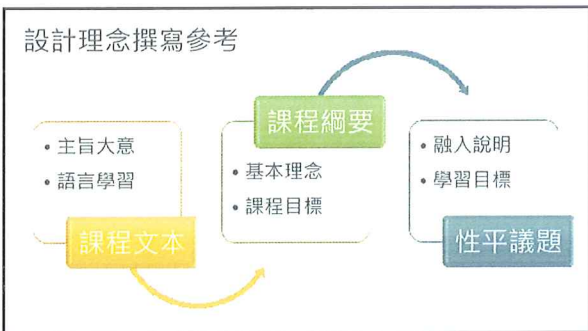 設計理念撰寫參考
• 主旨大意
• 語言學習
課程文本
課程綱要
• 基本理念
• 課程目標
• 融入說明
• 學習目標
性平議題